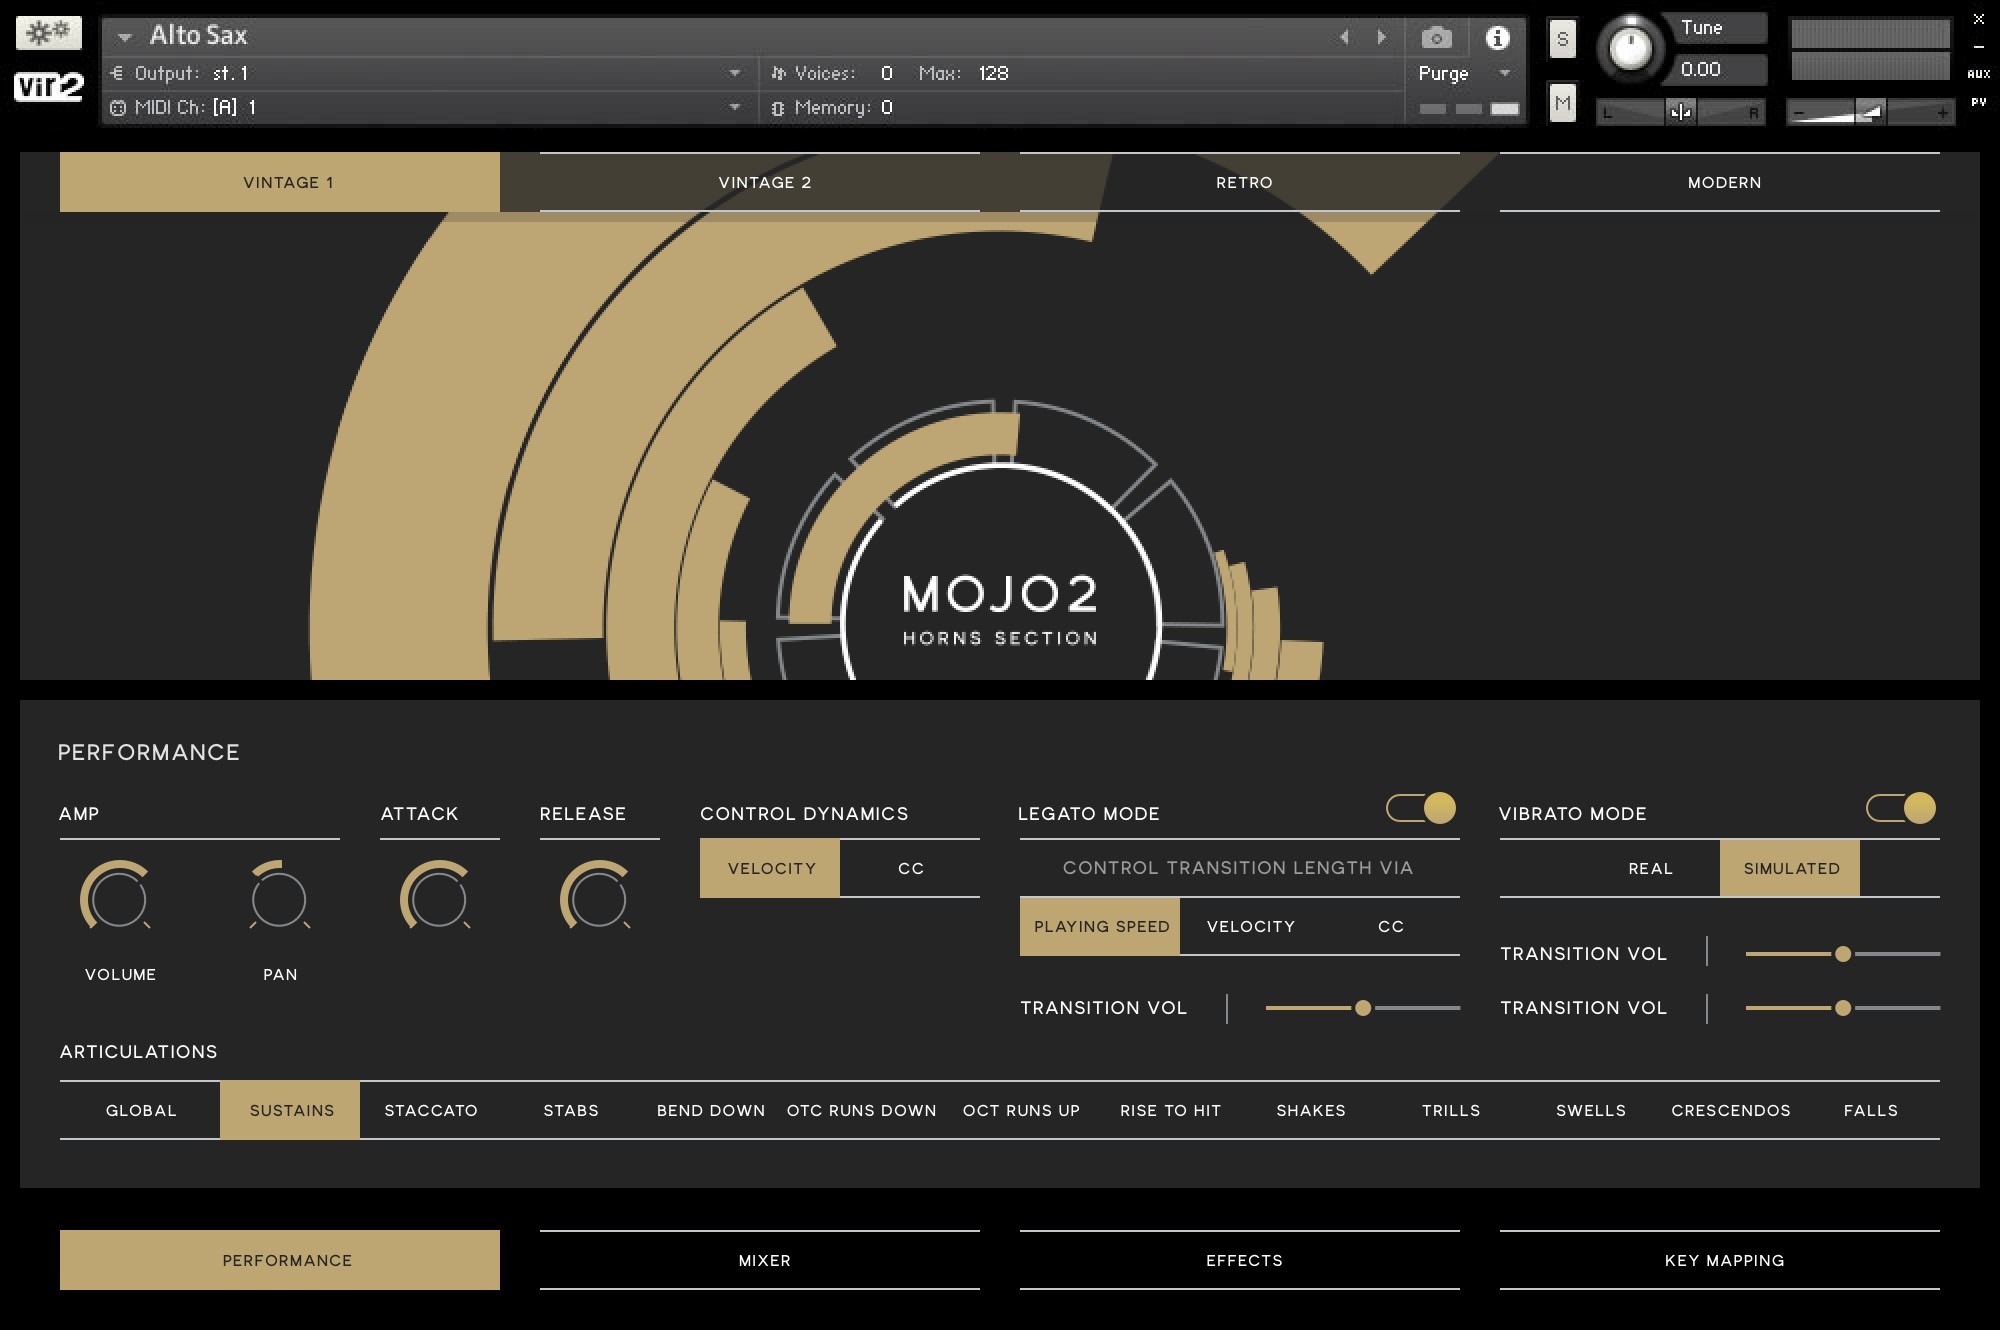 Alto Sax
S
Tune
X
vir2
Output: st. 1
Voices: 0 Max: 128
Purge
0.00
AUX
MIDI Ch: [A] 1
Memory: 0
M
L R
- +
PV
VINTAGE 1
VINTAGE 2
RETRO
MODERN
MOJO2
HORNS SECTION
PERFORMANCE
AMP
ATTACK
RELEASE
CONTROL DYNAMICS
LEGATO MODE
VIBRATO MODE
VELOCITY
CC
CONTROL TRANSITION LENGTH VIA
REAL
SIMULATED
PLAYING SPEED
VELOCITY
CC
TRANSITION VOL
VOLUME
PAN
TRANSITION VOL
TRANSITION VOL
ARTICULATIONS
GLOBAL
SUSTAINS
STACCATO
STABS
BEND DOWN
OTC RUNS DOWN
OCT RUNS UP
RISE TO HIT
SHAKES
TRILLS
SWELLS
CRESCENDOS
FALLS
PERFORMANCE
MIXER
EFFECTS
KEY MAPPING